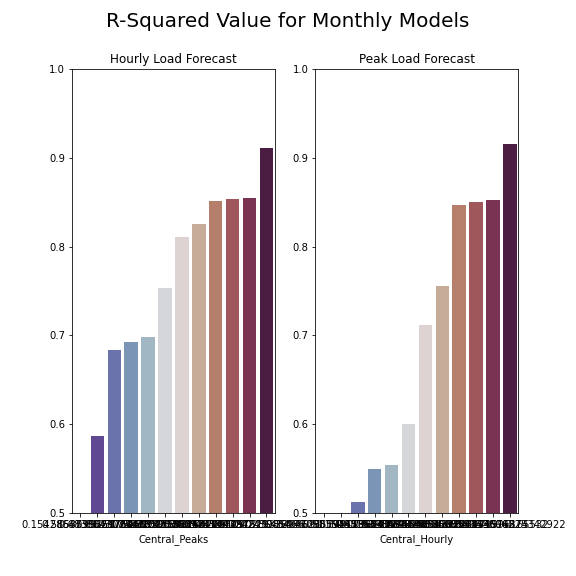 R-Squared Value for Monthly Models
Hourly Load Forecast
Peak Load Forecast
1.0
0.9
0.8
0.7
0.6
0.5
1.0
0.9
0.8
0.7
0.6
0.5
Central_Peaks
Central_Hourly